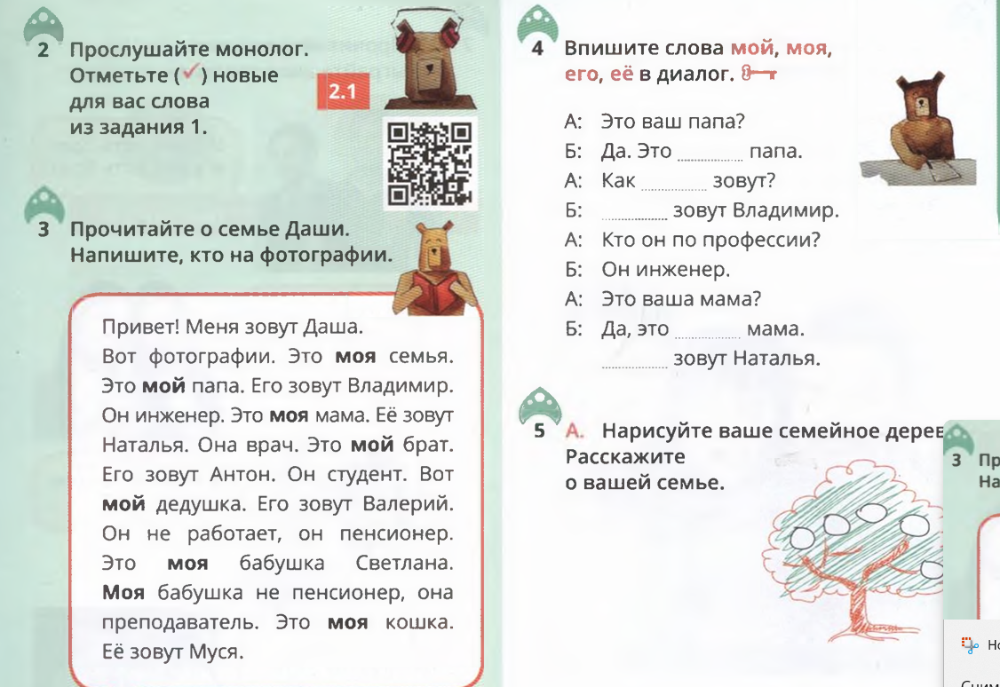 2 Прослушайте монолог.
Отметьте (✓) новые
для вас слова
из задания 1.
2.1
3 Прочитайте о семье Даши.
Напишите, кто на фотографии.
Привет! Меня зовут Даша.
Вот фотографии. Это моя семья.
Это мой папа. Его зовут Владимир.
Он инженер. Это моя мама. Её зовут
Наталья. Она врач. Это мой брат.
Его зовут Антон. Он студент. Вот
мой дедушка. Его зовут Валерий.
Он не работает, он пенсионер.
Это моя бабушка Светлана.
Моя бабушка не пенсионер, она
преподаватель. Это моя кошка.
Её зовут Муся.
4 Впишите слова мой, моя,
его, её в диалог.
А: Это ваш папа?
Б: Да. Это ............ папа.
А: Как ............ зовут?
Б: ............ зовут Владимир.
А: Кто он по профессии?
Б: Он инженер.
А: Это ваша мама?
Б: Да, это ............ мама.
............ зовут Наталья.
5 А. Нарисуйте ваше семейное дерев
Расскажите
о вашей семье.
3 Пр
На